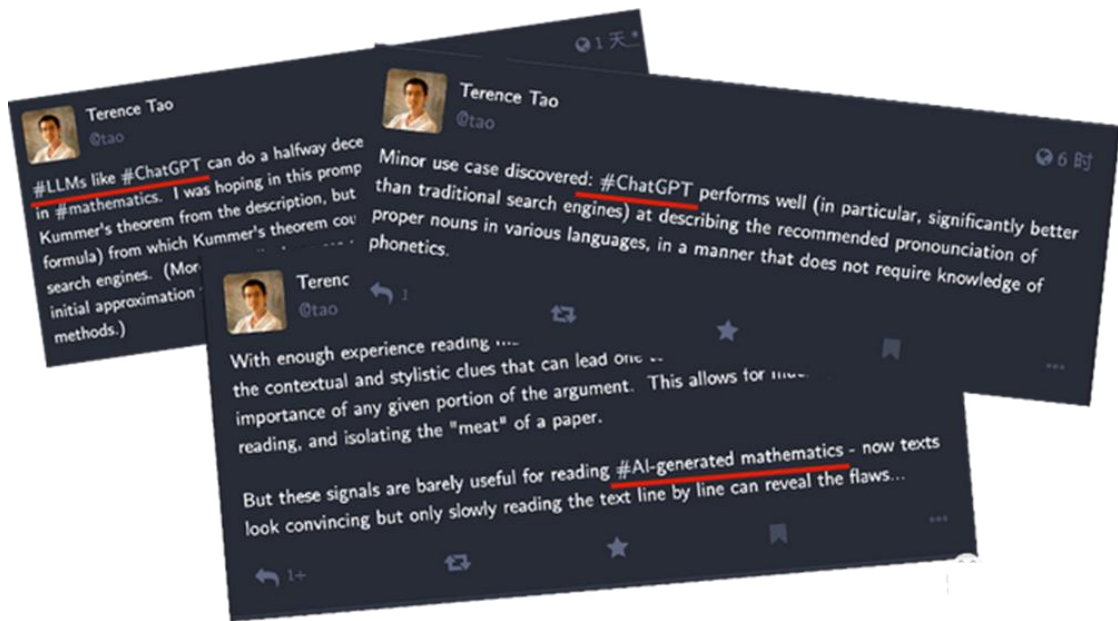 Terence Tao
@tao
1 天
#LLMs like #ChatGPT can do a halfway
in #mathematics. I was hoping in this
Kummer's theorem from the description, but
formula) from which Kummer's theorem
search engines.
initial approximation
methods.)
Terence Tao
@tao
6 时
Minor use case discovered: #ChatGPT performs well (in particular, significantly better
than traditional search engines) at describing the recommended pronounciation of
proper nouns in various languages, in a manner that does not require knowledge of
phonetics.
1
@tao
With enough experience reading
the contextual and stylistic clues that can lead one
importance of any given portion of the argument. This allows for
reading, and isolating the "meat" of a paper.
But these signals are barely useful for reading #AI-generated mathematics - now texts
look convincing but only slowly reading the text line by line can reveal the flaws...
1+